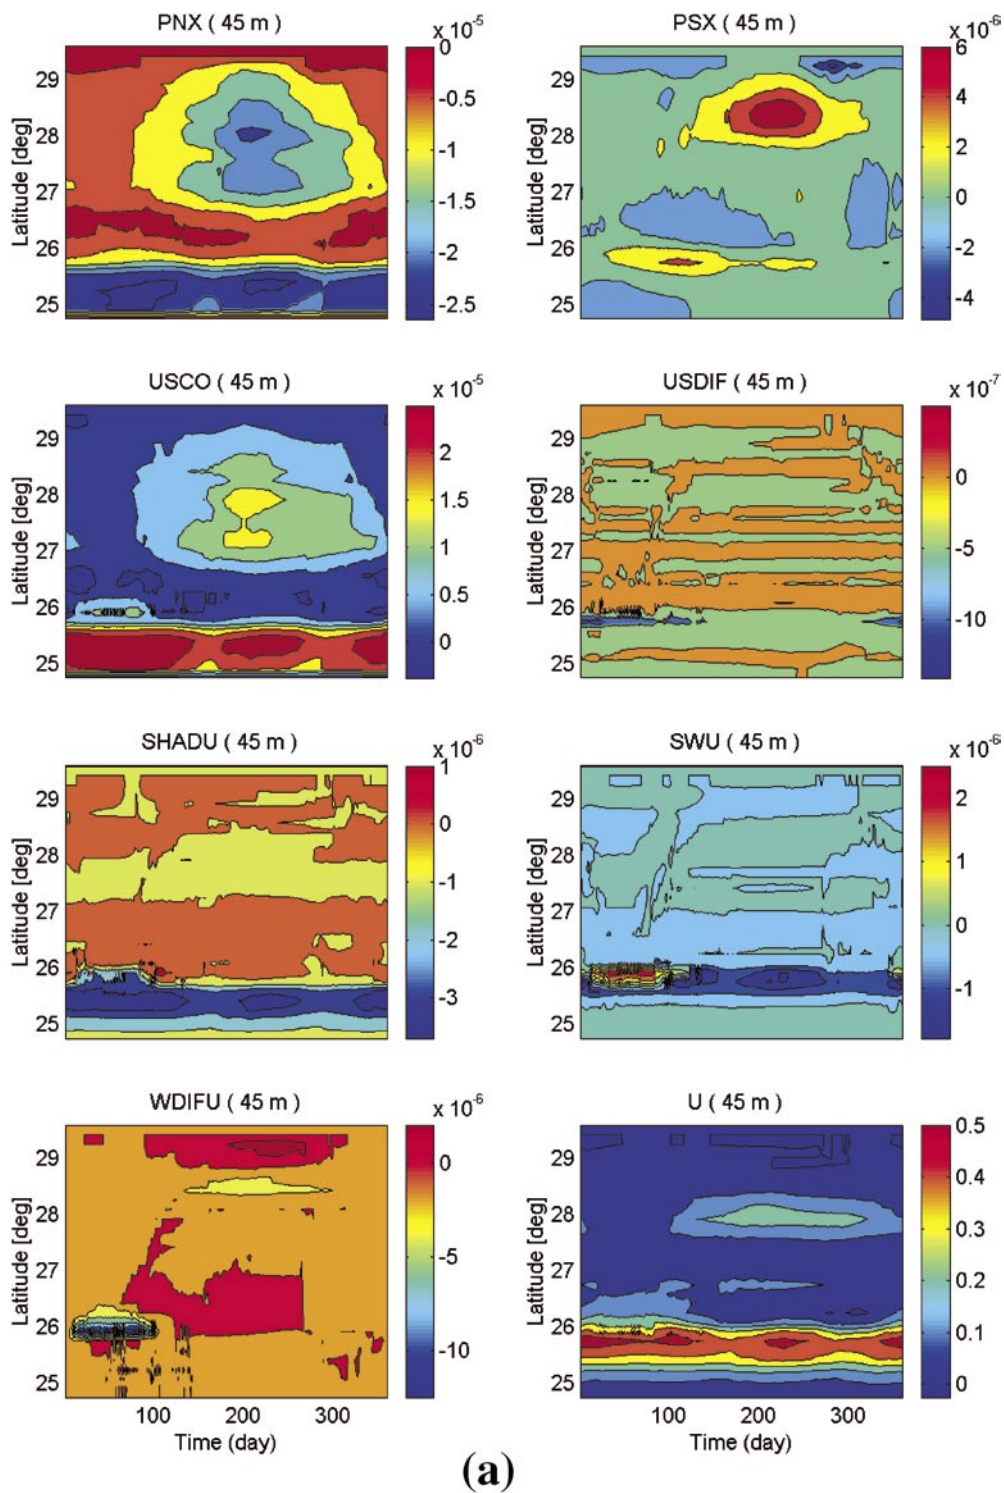 PNX ( 45 m ) x 10-5 PSX ( 45 m ) x 10-6
Latitude [deg] 29 28 27 26 25 0 -0.5 -1 -1.5 -2 -2.5 Latitude [deg] 29 28 27 26 25 6 4 2 0 -2 -4
USCO ( 45 m ) x 10-5 USDIF ( 45 m ) x 10-7
Latitude [deg] 29 28 27 26 25 2 1.5 1 0.5 0 Latitude [deg] 29 28 27 26 25 0 -5 -10
SHADU ( 45 m ) x 10-6 SWU ( 45 m ) x 10-6
Latitude [deg] 29 28 27 26 25 1 0 -1 -2 -3 Latitude [deg] 29 28 27 26 25 2 1 0 -1
WDIFU ( 45 m ) x 10-6 U ( 45 m )
Latitude [deg] 29 28 27 26 25 0 -5 -10 Latitude [deg] 29 28 27 26 25 0.5 0.4 0.3 0.2 0.1 0
100 200 300 100 200 300
Time (day) Time (day)
(a)